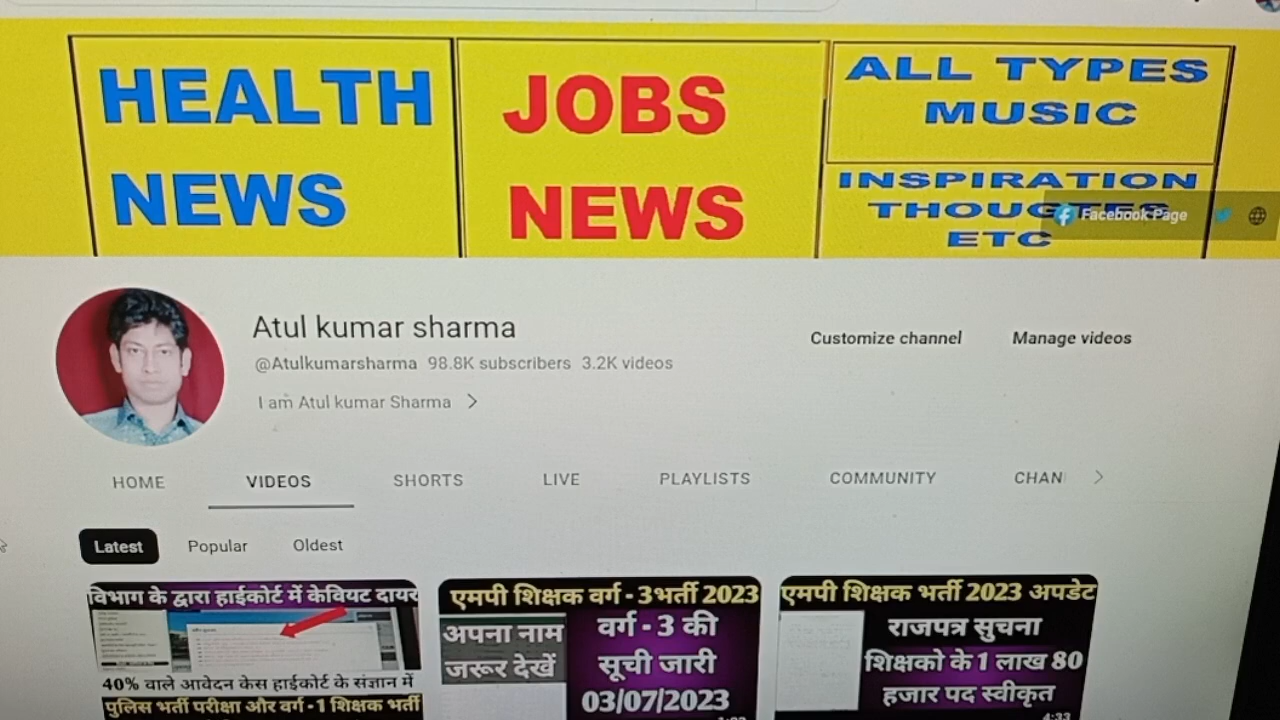 HEALTH
NEWS
JOBS
NEWS
ALL TYPES
MUSIC
INSPIRATION
THOUGTES
ETC
Facebook Page
Atul kumar sharma
@Atulkumarsharma 98.8K subscribers 3.2K videos
I am Atul kumar Sharma >
Customize channel Manage videos
HOME VIDEOS SHORTS LIVE PLAYLISTS COMMUNITY CHAN >
Latest Popular Oldest
विभाग के द्वारा हाईकोर्ट में केवियट दायर
40% वाले आवेदन केस हाईकोर्ट के संज्ञान में
पुलिस भर्ती परीक्षा और वर्ग -1 शिक्षक भर्ती
एमपी शिक्षक वर्ग - 3भर्ती 2023
अपना नाम
जरूर देखें
वर्ग - 3 की
सूची जारी
03/07/2023
एमपी शिक्षक भर्ती 2023 अपडेट
राजपत्र सुचना
शिक्षको के 1 लाख 80
हजार पद स्वीकृत
4:33